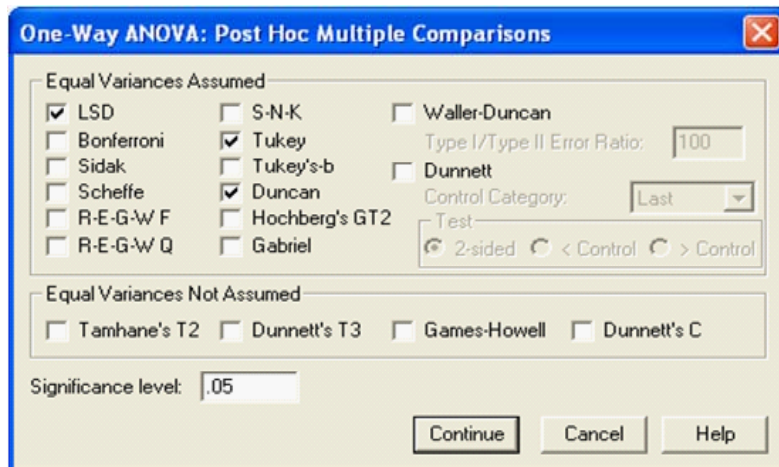 One-Way ANOVA: Post Hoc Multiple Comparisons
Equal Variances Assumed
LSD S-N-K Waller-Duncan
Bonferroni Tukey Type I/Type II Error Ratio: 100
Sidak Tukey's-b Dunnett
Scheffe Duncan Control Category: Last
R-E-G-W F Hochberg's GT2 Test
R-E-G-W Q Gabriel 2-sided < Control > Control
Equal Variances Not Assumed
Tamhane's T2 Dunnett's T3 Games-Howell Dunnett's C
Significance level: .05
Continue Cancel Help